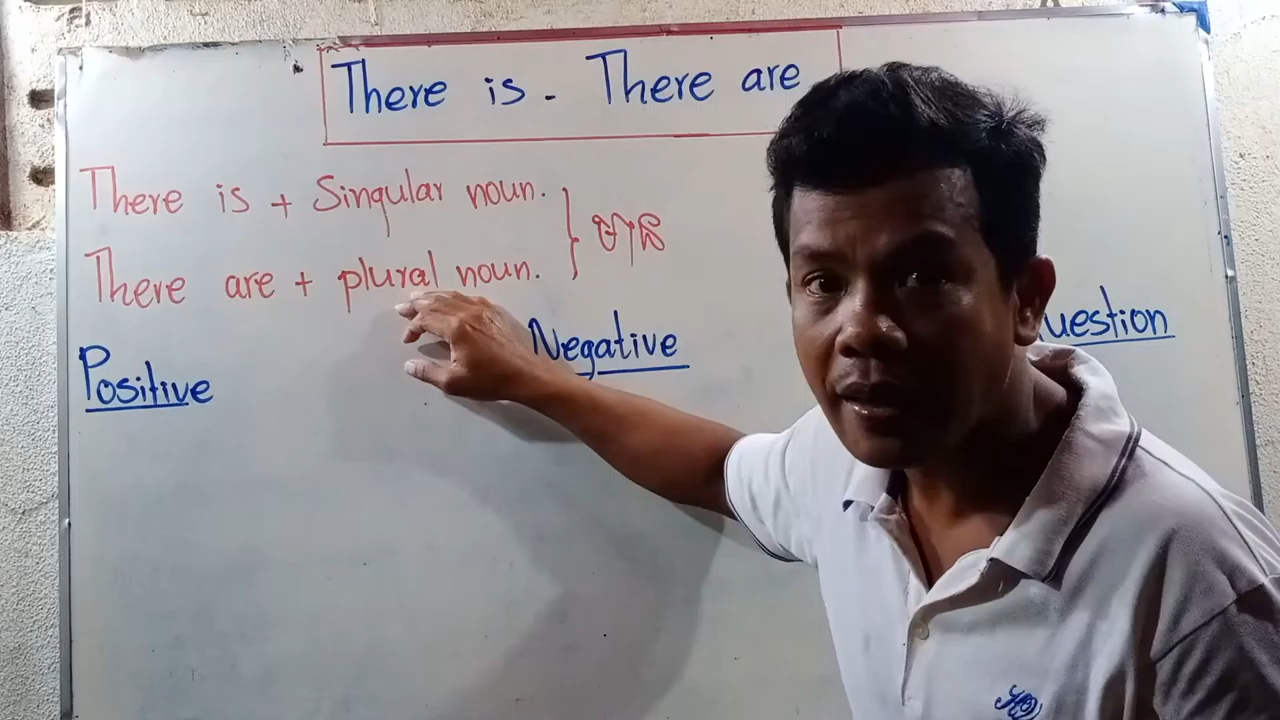 There is - There are
There is + Singular noun.
There are + plural noun.
មាន
Negative
uestion
Positive